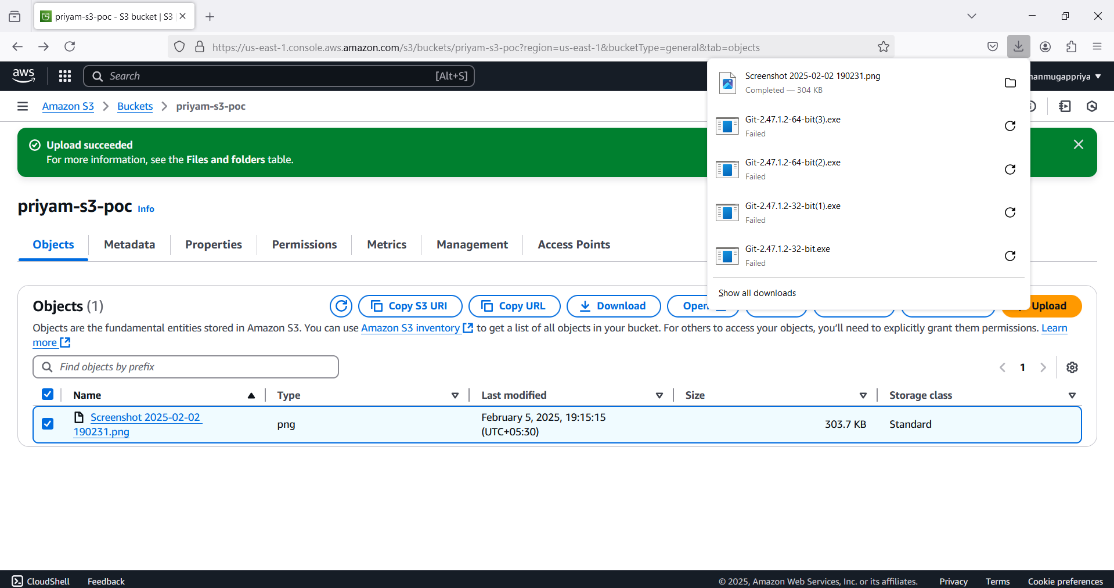 priyam-s3-poc - S3 bucket | S3
https://us-east-1.console.aws.amazon.com/s3/buckets/priyam-s3-poc?region=us-east-1&bucketType=general&tab=objects
aws
Search
[Alt+S]
Screenshot 2025-02-02 190231.png
Completed — 304 KB
Git-2.47.1.2-64-bit(3).exe
Failed
Git-2.47.1.2-64-bit(2).exe
Failed
Git-2.47.1.2-32-bit(1).exe
Failed
Git-2.47.1.2-32-bit.exe
Failed
Show all downloads
Amazon S3 > Buckets > priyam-s3-poc
Upload succeeded
For more information, see the Files and folders table.
priyam-s3-poc Info
Objects Metadata Properties Permissions Metrics Management Access Points
Objects (1)
Copy S3 URI Copy URL Download Open Upload
Objects are the fundamental entities stored in Amazon S3. You can use Amazon S3 inventory to get a list of all objects in your bucket. For others to access your objects, you'll need to explicitly grant them permissions. Learn
more
Find objects by prefix
1
Name Type Last modified Size Storage class
Screenshot 2025-02-02
190231.png
png
February 5, 2025, 19:15:15
(UTC+05:30)
303.7 KB
Standard
CloudShell Feedback © 2025, Amazon Web Services, Inc. or its affiliates. Privacy Terms Cookie preferences